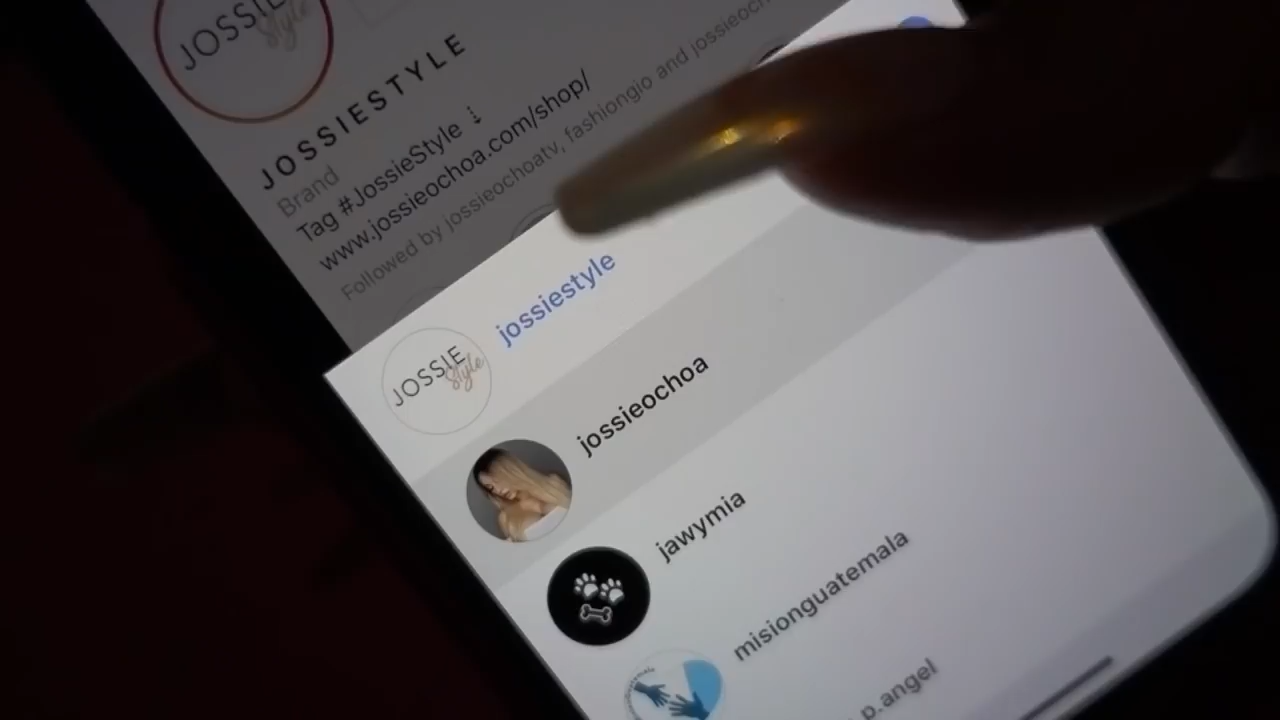 JOSSIE
Style
JOSSIESTYLE
Brand
Tag #JossieStyle
www.jossieochoa.com/shop/
Followed by jossieochoatv, fashiongio and
JOSSIE
Style
jossiestyle
jossieochoa
jawymia
misionguatemala
p.angel